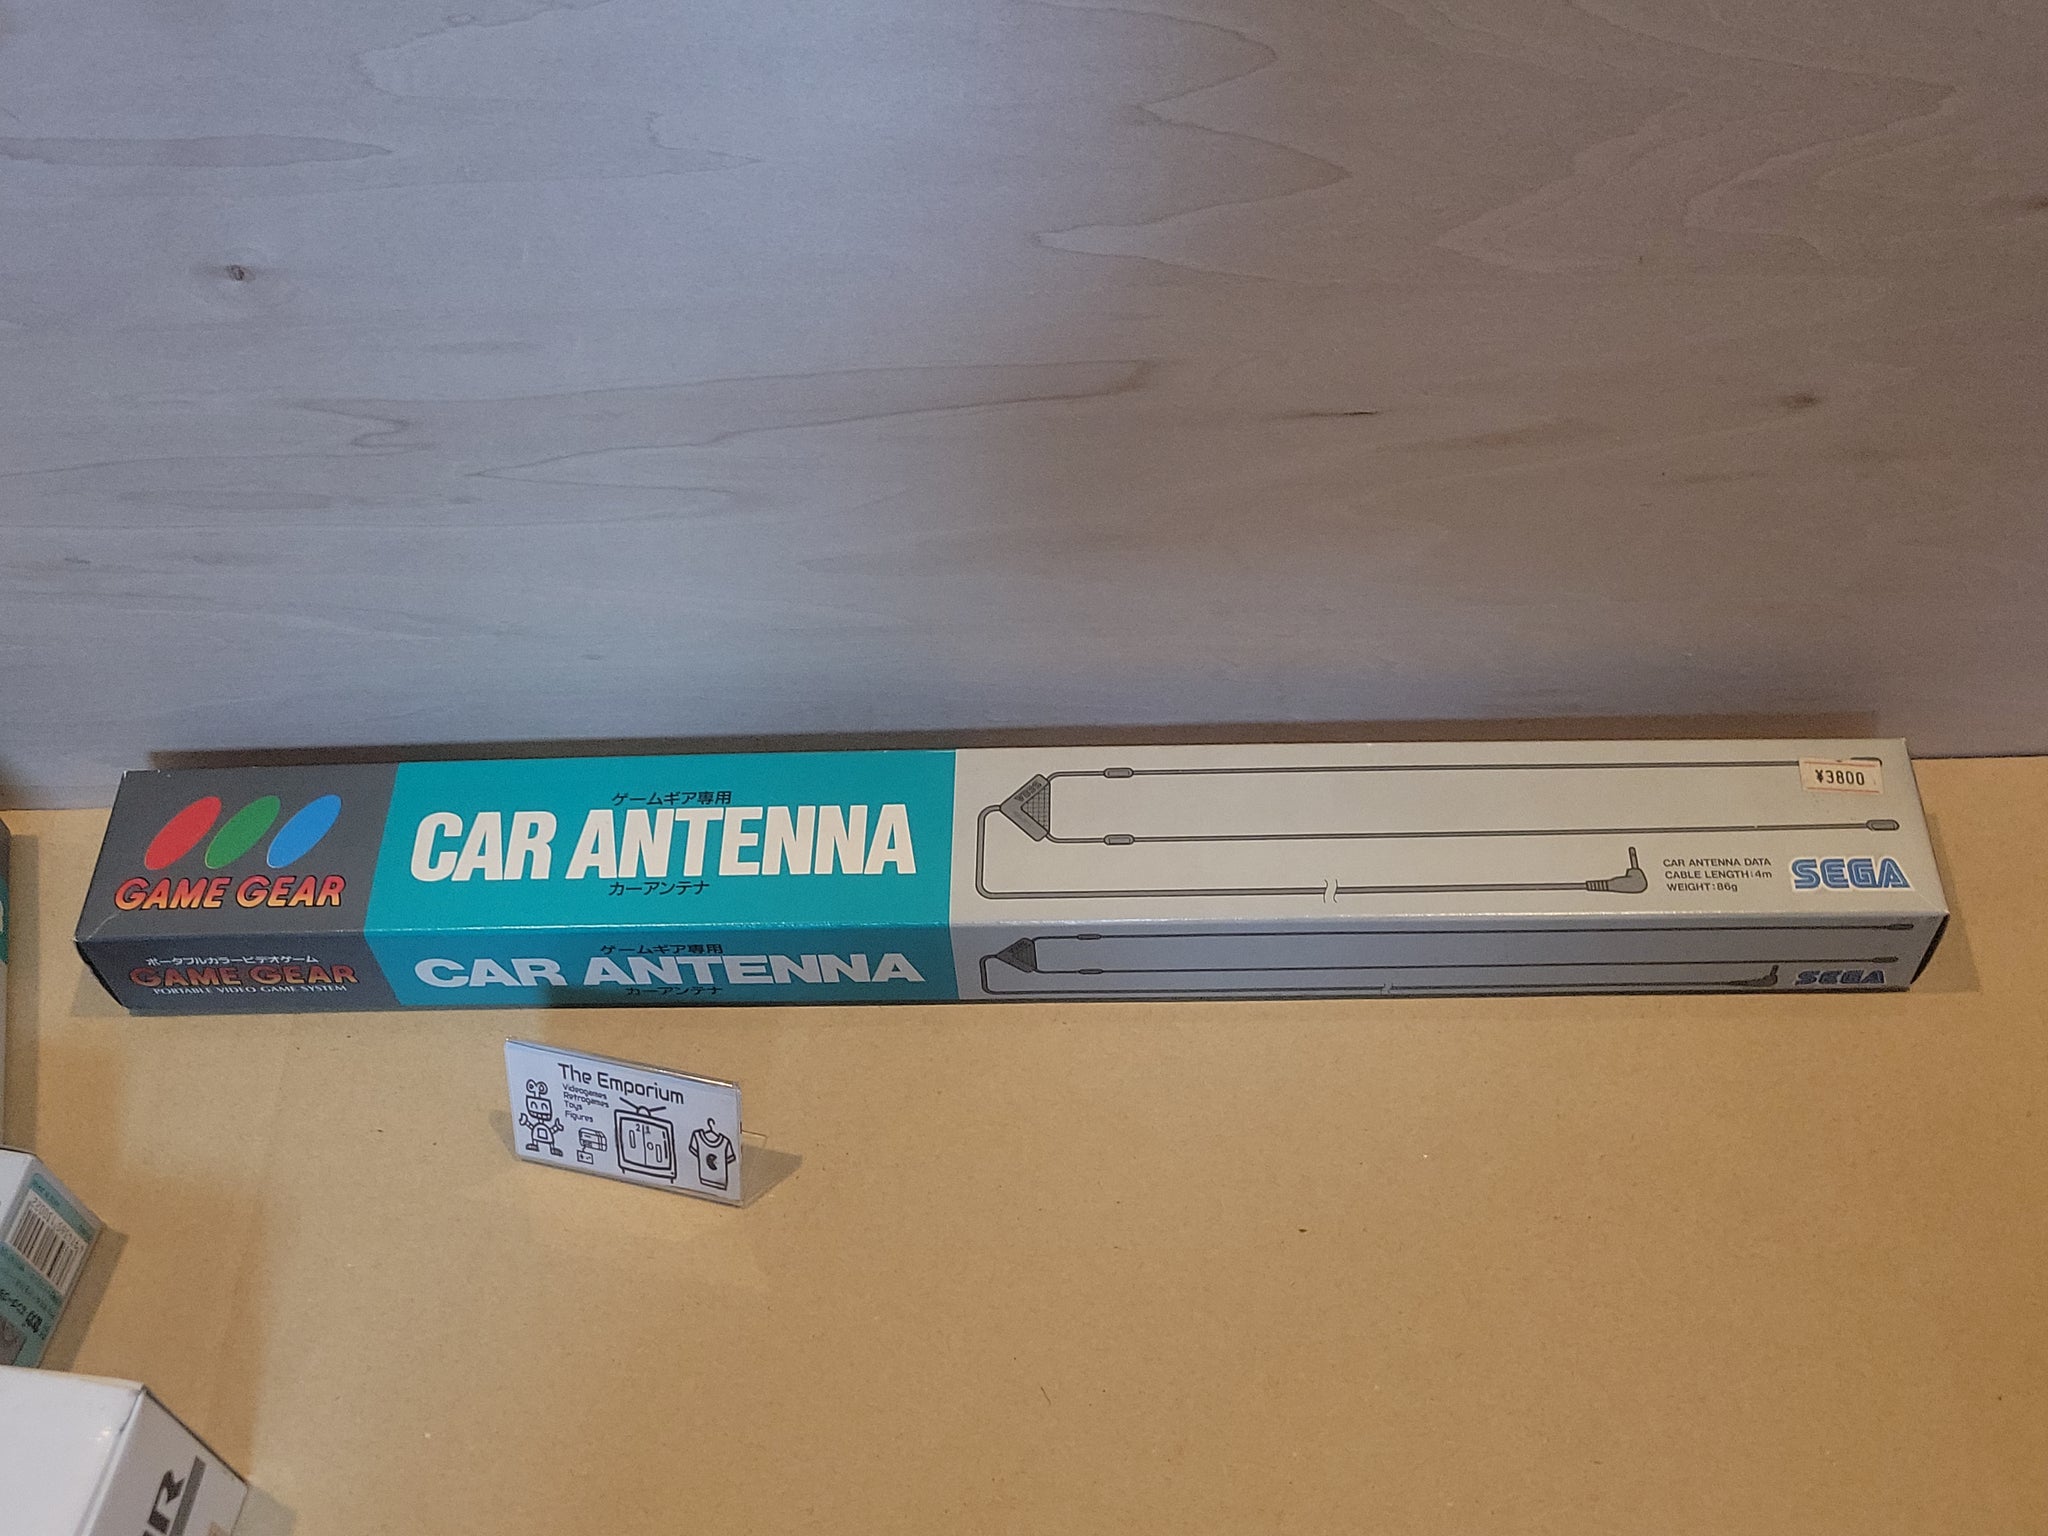 GAME GEAR
ゲームギア専用
CAR ANTENNA
カーアンテナ
SEGA
¥3800
CAR ANTENNA DATA
CABLE LENGTH:4m
WEIGHT:86g
SEGA
ポータブルカラービデオゲーム
GAME GEAR
PORTABLE VIDEO GAME SYSTEM
ゲームギア専用
CAR ANTENNA
カーアンテナ
SEGA
The Emporium
Videogames
Retrogames
Toys
Figures